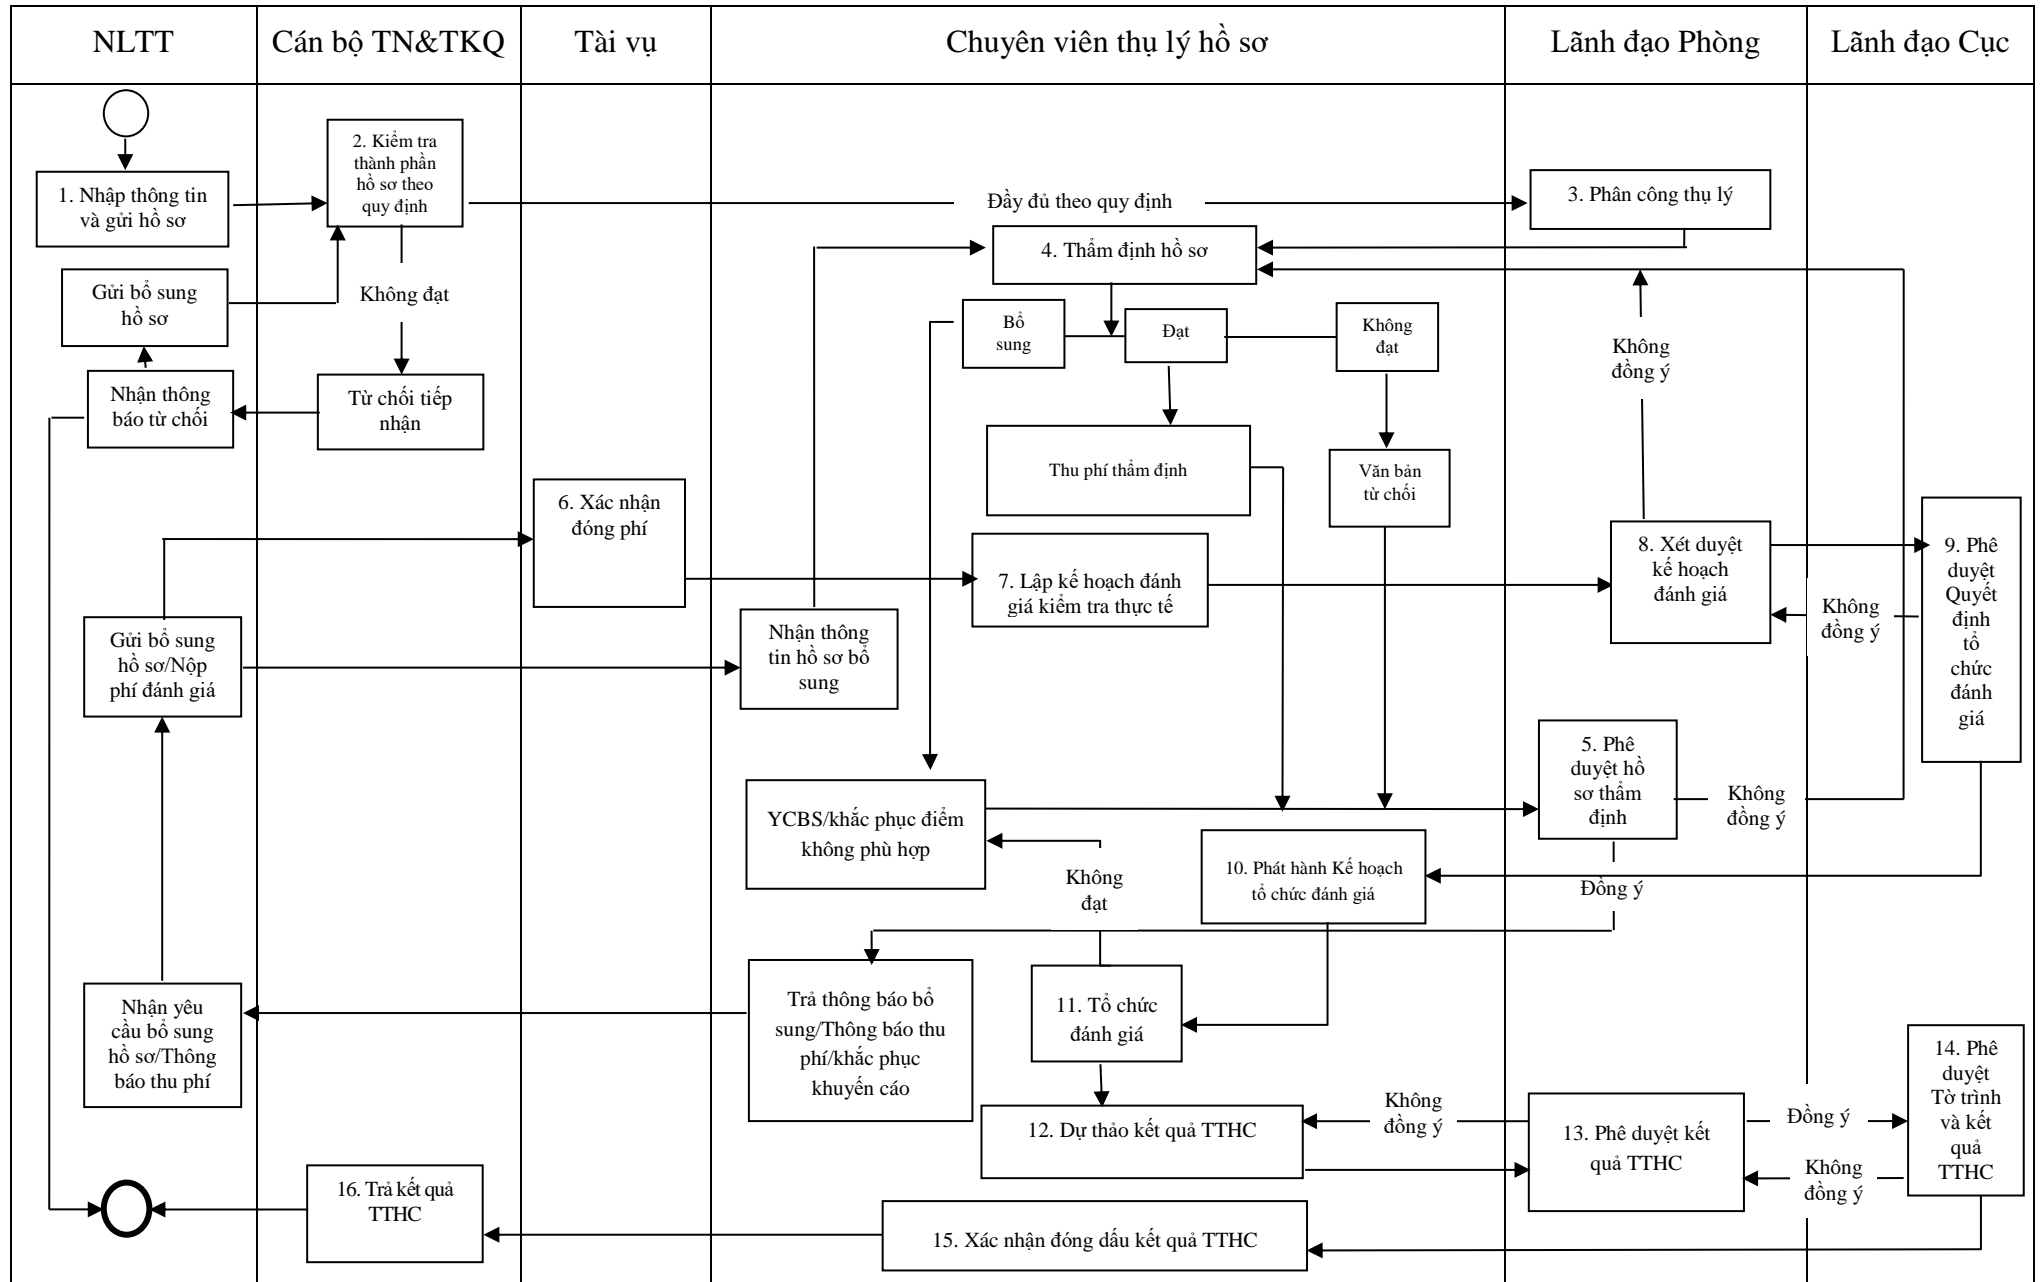 NLTT
Cán bộ TN&TKQ
Tài vụ
Chuyên viên thụ lý hồ sơ
Lãnh đạo Phòng
Lãnh đạo Cục
2. Kiểm tra
thành phần
hồ sơ theo
quy định
1. Nhập thông tin
và gửi hồ sơ
Đầy đủ theo quy định
3. Phân công thụ lý
4. Thẩm định hồ sơ
Gửi bổ sung
hồ sơ
Không đạt
Bổ
sung
Đạt
Không
đạt
Không
đồng ý
Nhận thông
báo từ chối
Từ chối tiếp
nhận
Thu phí thẩm định
Văn bản
từ chối
6. Xác nhận
đóng phí
7. Lập kế hoạch đánh
giá kiểm tra thực tế
8. Xét duyệt
kế hoạch
đánh giá
9. Phê
duyệt
Quyết
định
tổ
chức
đánh
giá
Không
đồng ý
Gửi bổ sung
hồ sơ/Nộp
phí đánh giá
Nhận thông
tin hồ sơ bổ
sung
5. Phê
duyệt hồ
sơ thẩm
định
Không
đồng ý
YCBS/khắc phục điểm
không phù hợp
Không
đạt
10. Phát hành Kế hoạch
tổ chức đánh giá
Đồng ý
Nhận yêu
cầu bổ sung
hồ sơ/Thông
báo thu phí
Trả thông báo bổ
sung/Thông báo thu
phí/khắc phục
khuyến cáo
11. Tổ chức
đánh giá
12. Dự thảo kết quả TTHC
Không
đồng ý
13. Phê duyệt kết
quả TTHC
Đồng ý
Không
đồng ý
14. Phê
duyệt
Tờ trình
và kết
quả
TTHC
16. Trả kết quả
TTHC
15. Xác nhận đóng dấu kết quả TTHC